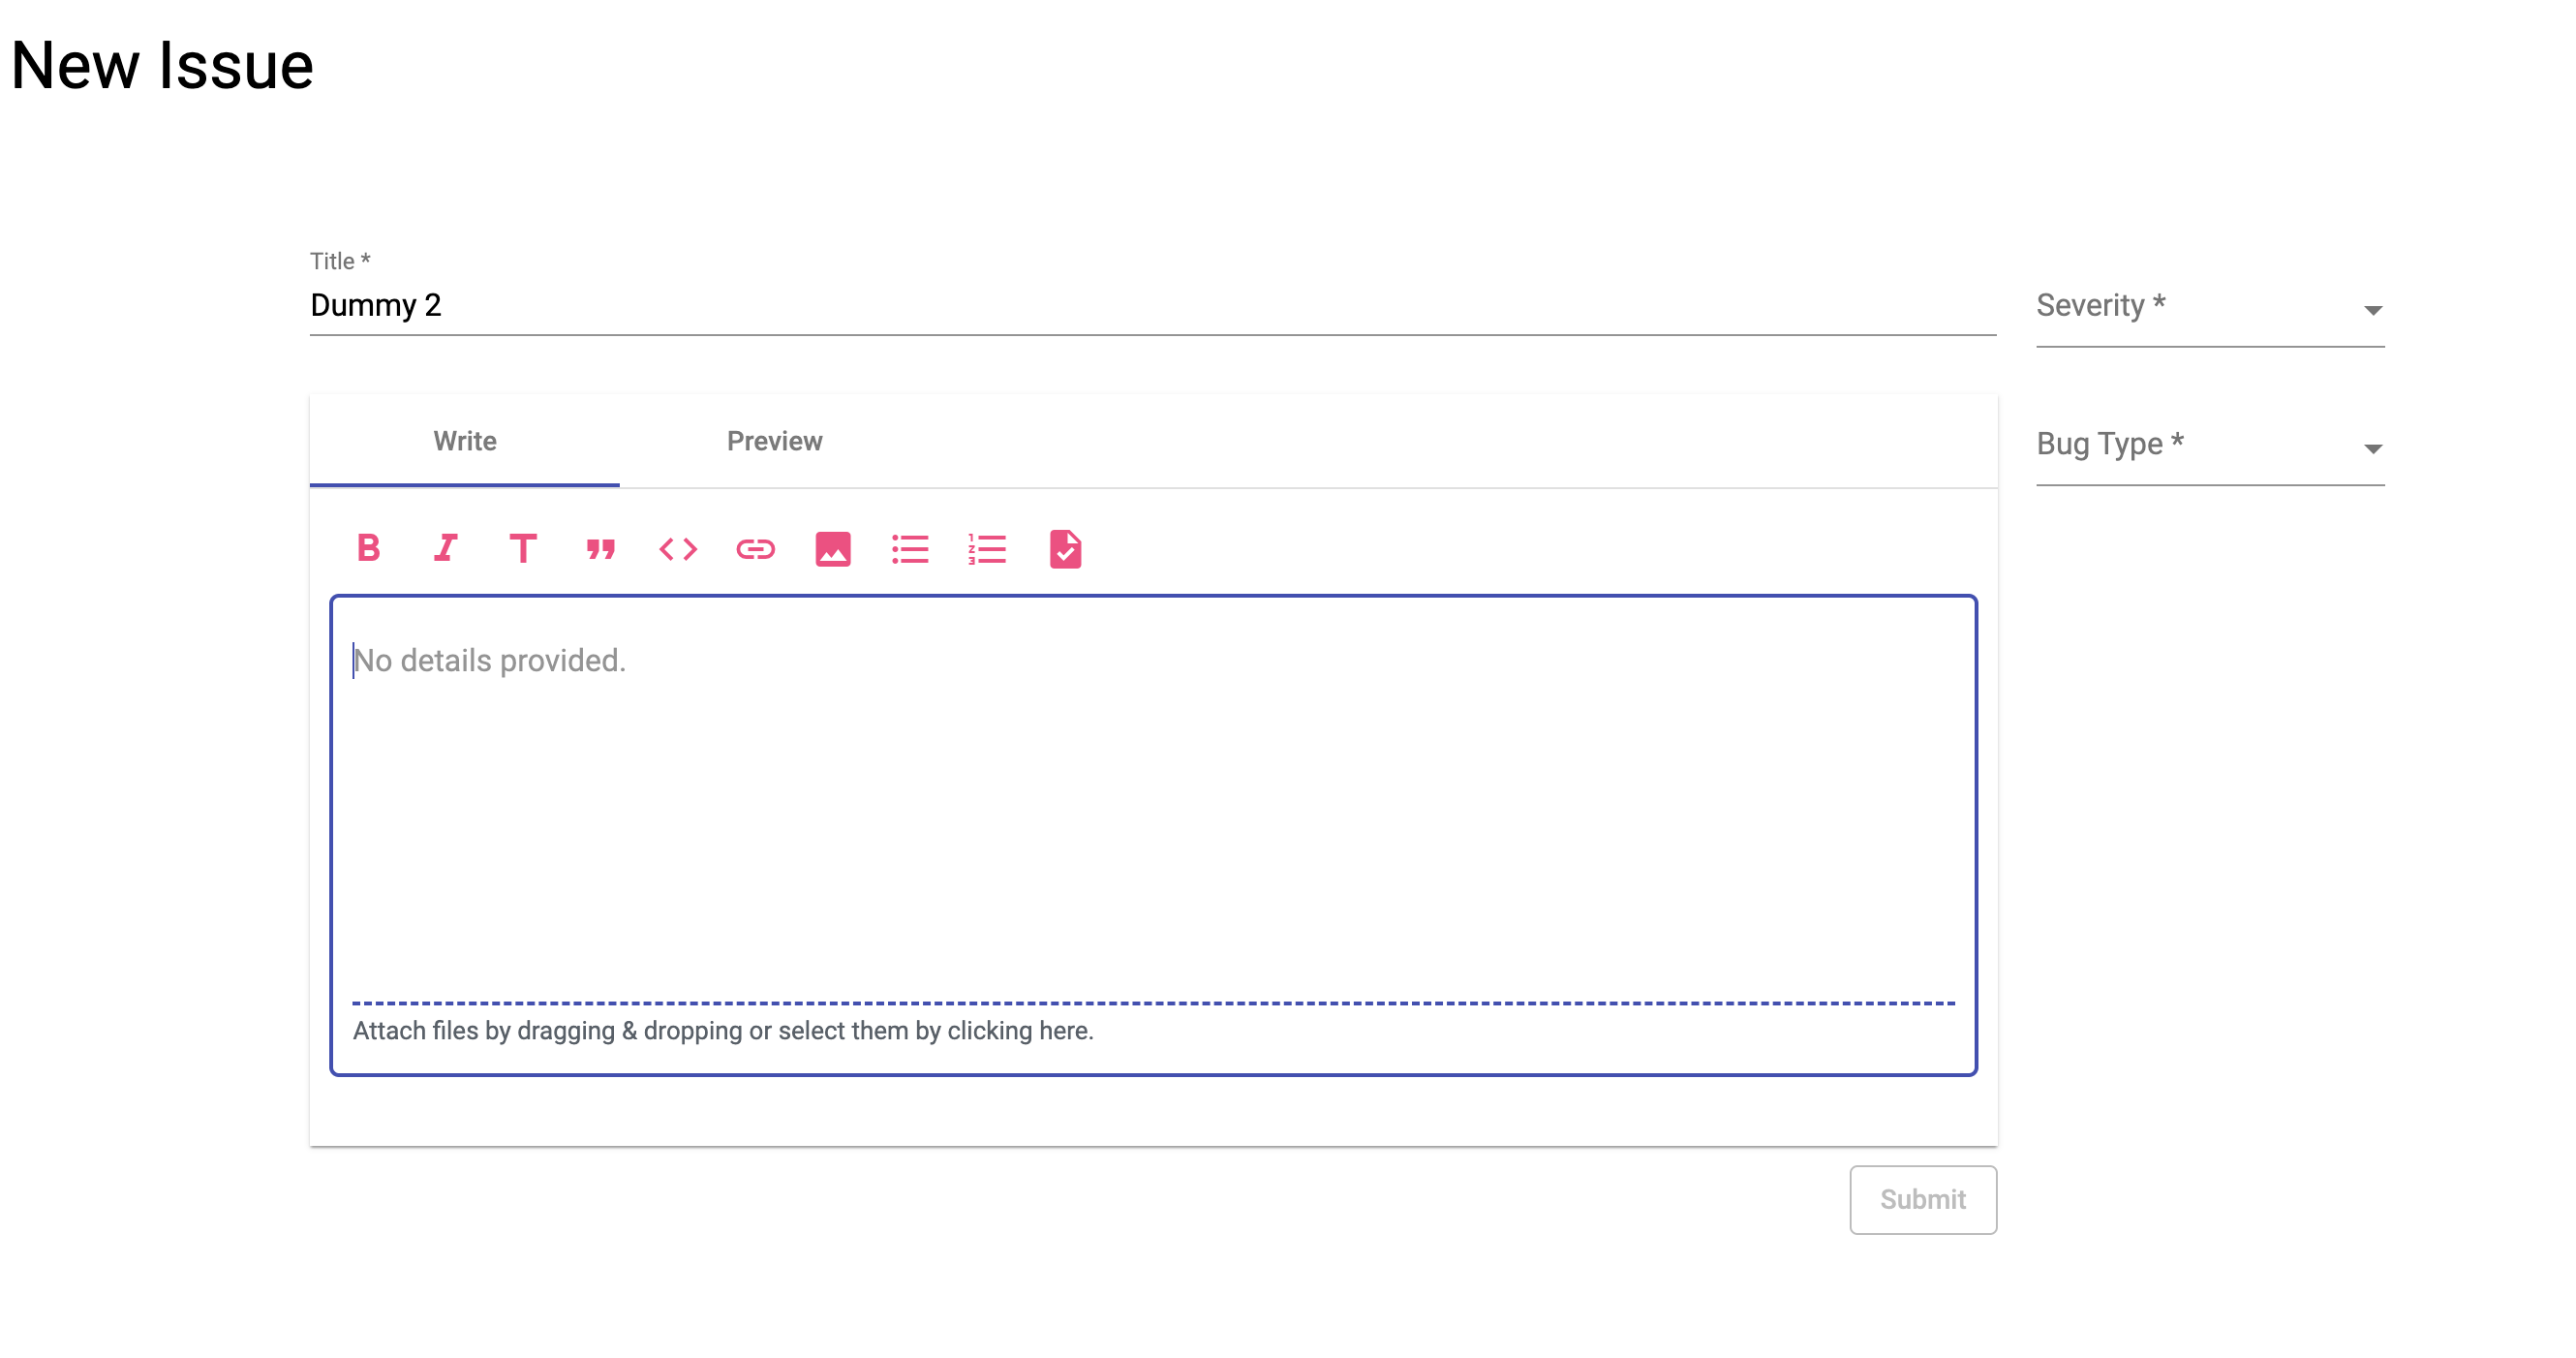 New Issue
Title *
Dummy 2
Severity *
Write
Preview
Bug Type *
No details provided.
Attach files by dragging & dropping or select them by clicking here.
Submit